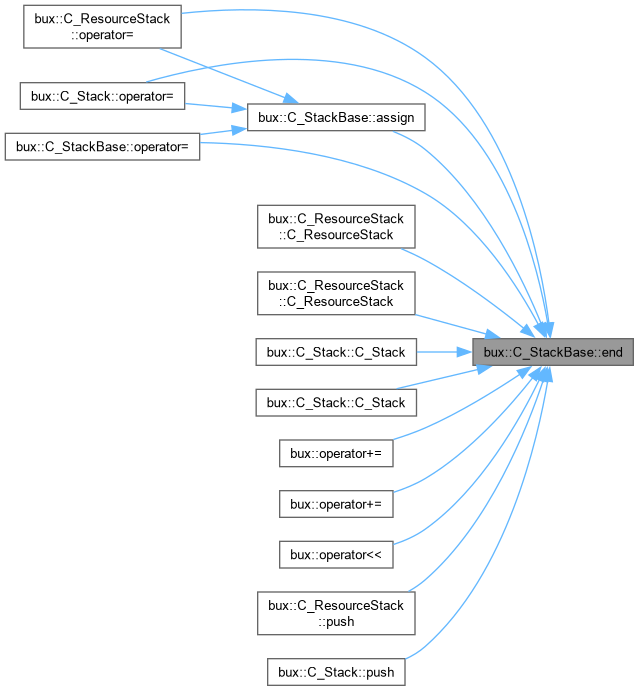 bux::C_ResourceStack
::operator=
bux::C_Stack::operator=
bux::C_StackBase::assign
bux::C_StackBase::operator=
bux::C_ResourceStack
::C_ResourceStack
bux::C_ResourceStack
::C_ResourceStack
bux::C_StackBase::end
bux::C_Stack::C_Stack
bux::C_Stack::C_Stack
bux::operator+=
bux::operator+=
bux::operator<<
bux::C_ResourceStack
::push
bux::C_Stack::push